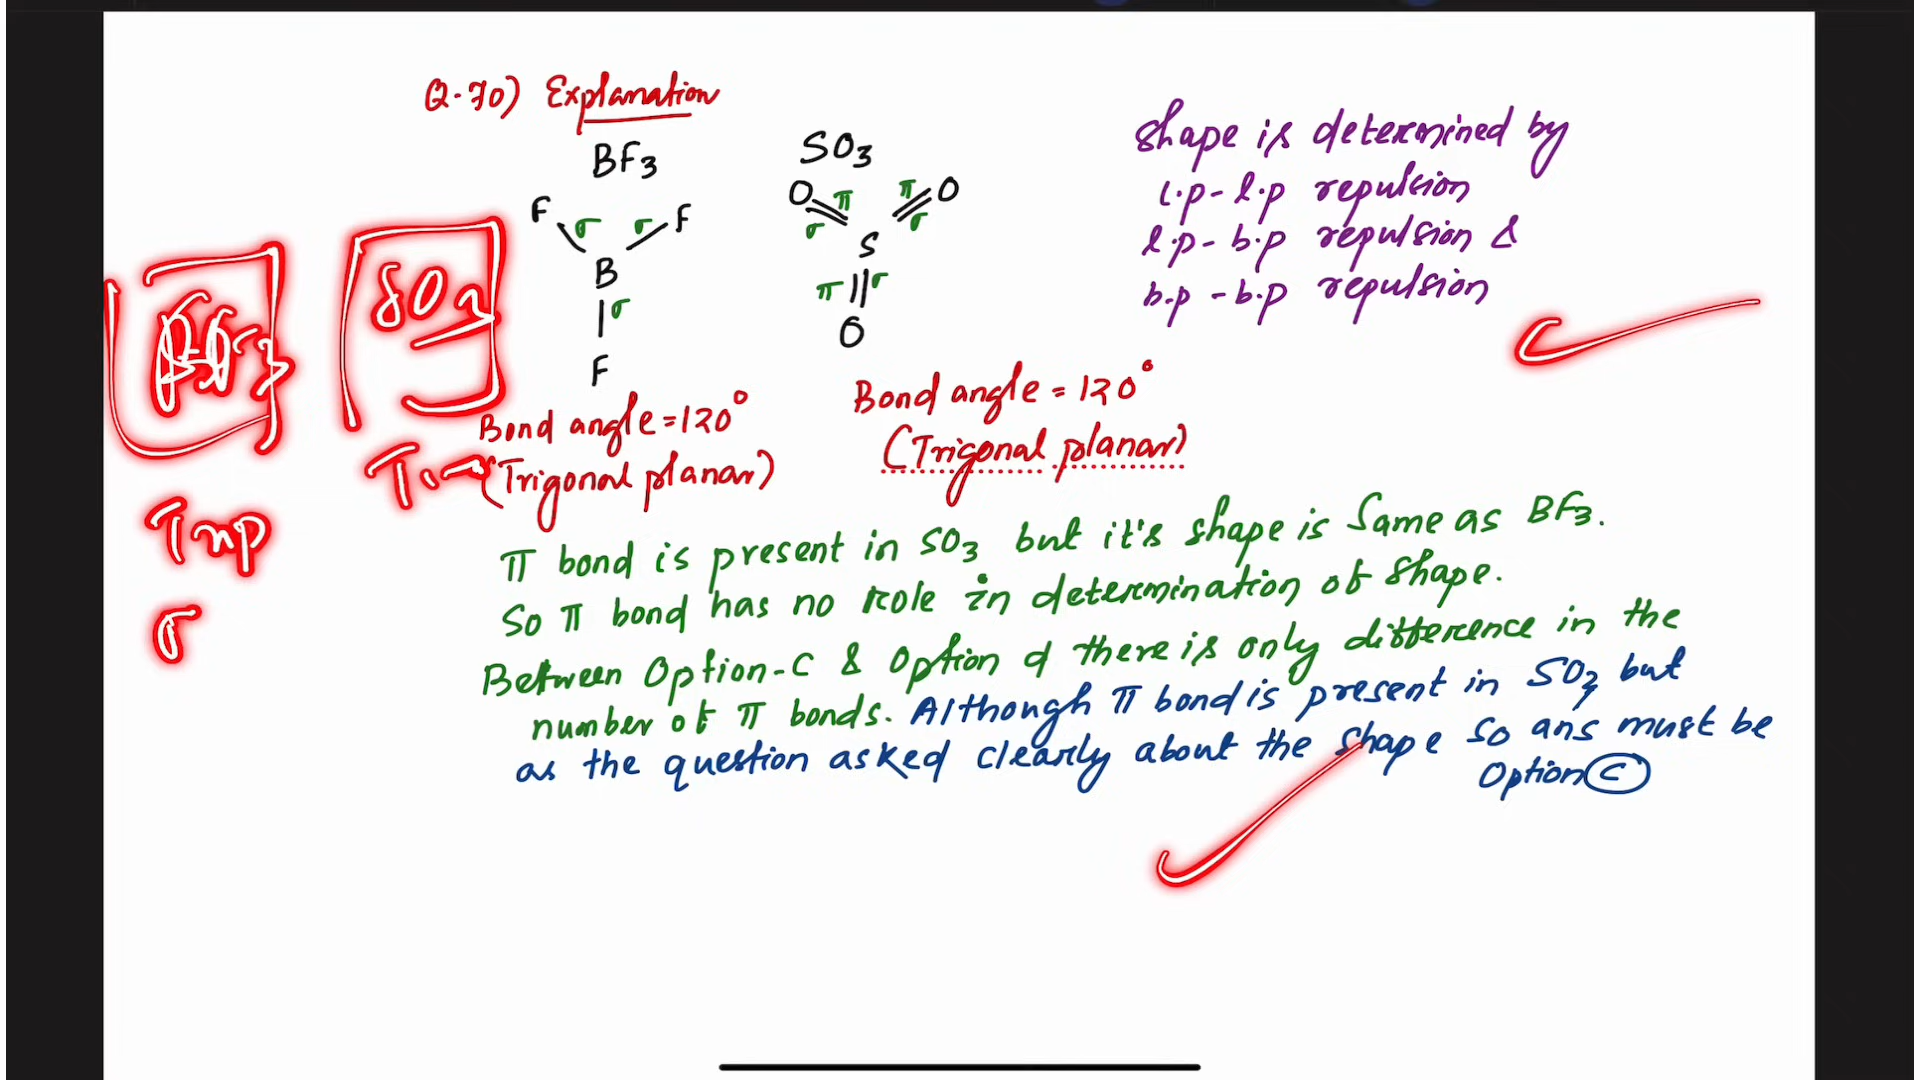 Q.70) Explanation
BF3
F σ σ F
B
σ
F
Bond angle = 120°
(Trigonal planar)
SO3
O π π O
σ σ
S
π σ
O
Bond angle = 120°
(Trigonal planar)
shape is determined by
l.p - l.p repulsion
l.p - b.p repulsion &
b.p - b.p repulsion
σ
π bond is present in SO3 but it's shape is same as BF3.
So π bond has no role in determination of shape.
Between option-C & option d there is only difference in the
number of π bonds. Although π bond is present in SO2 but
as the question asked clearly about the shape so ans must be
option C